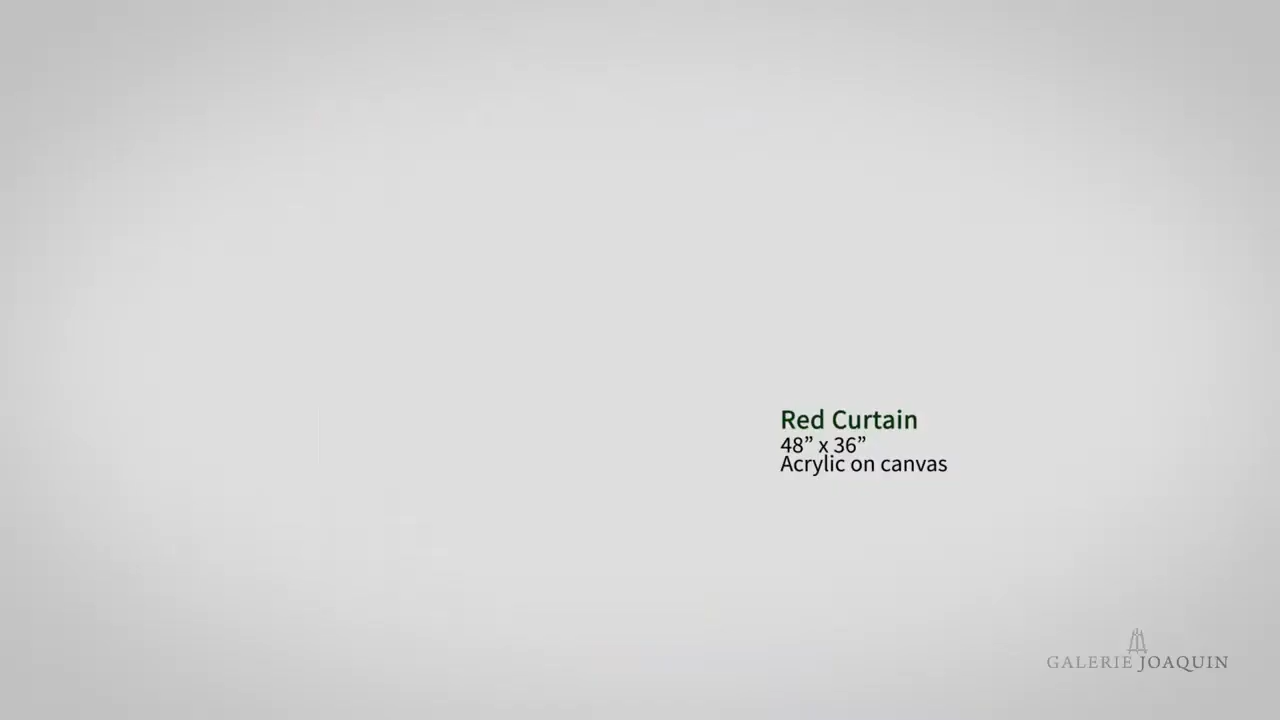 Red Curtain
48” x 36”
Acrylic on canvas
GALERIE JOAQUIN